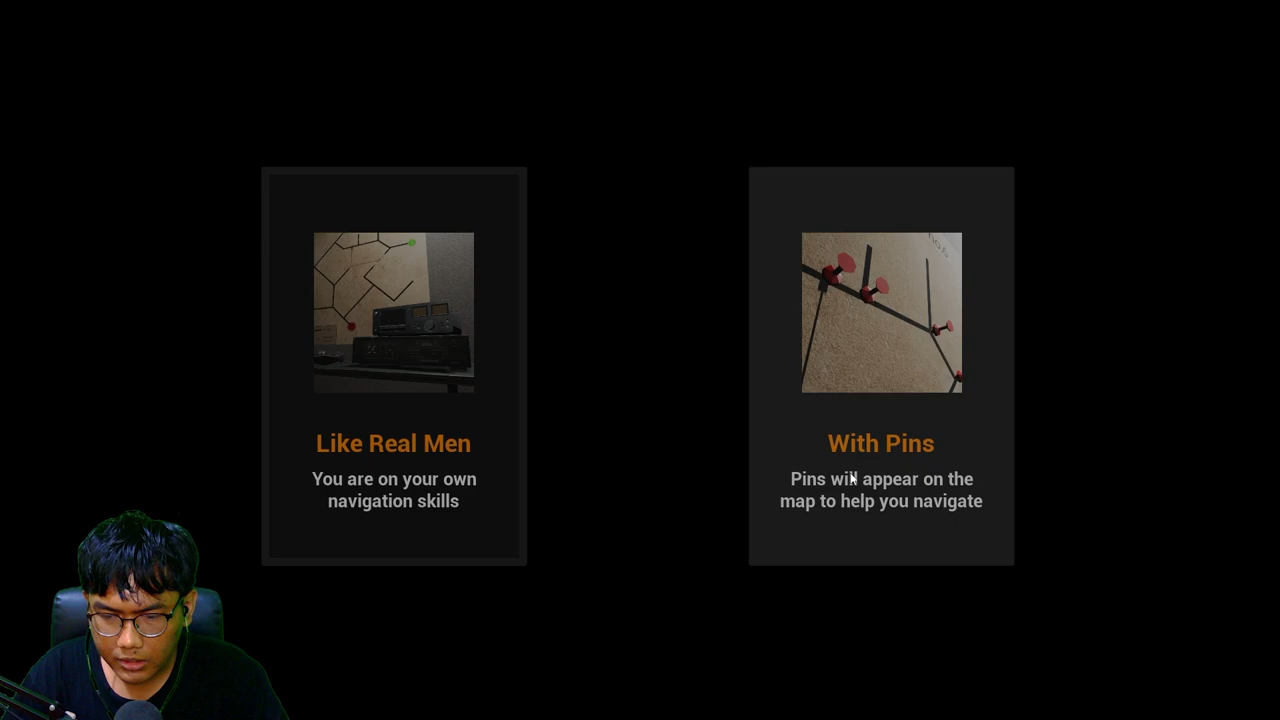 Like Real Men
You are on your own
navigation skills
With Pins
Pins will appear on the
map to help you navigate